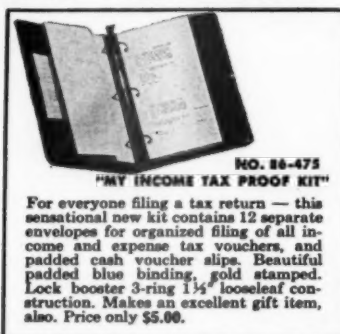 NO. 86-475
"MY INCOME TAX PROOF KIT"
For everyone filing a tax return — this
sensational new kit contains 12 separate
envelopes for organized filing of all in-
come and expense tax vouchers, and
padded cash voucher slips. Beautiful
padded blue binding, gold stamped.
Lock booster 3-ring 1½" looseleaf con-
struction. Makes an excellent gift item,
also. Price only $5.00.